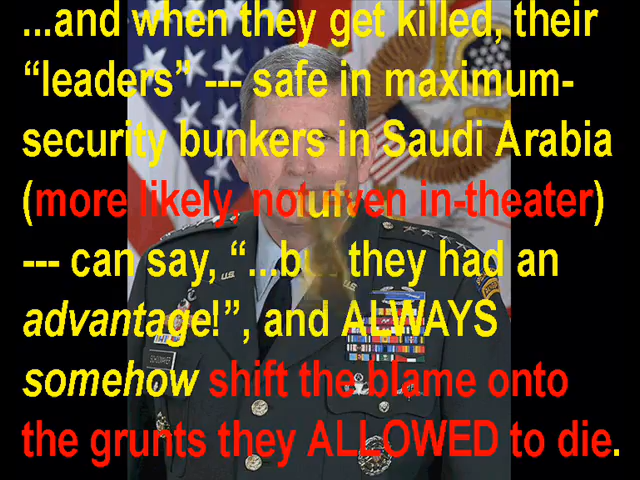 ...and when they get killed, their
“leaders” --- safe in maximum-
security bunkers in Saudi Arabia
(more likely, not even in-theater)
--- can say, “...but they had an
advantage!”, and ALWAYS
somehow shift the blame onto
the grunts they ALLOWED to die.
U.S.
U.S.
SCHOOMAKER